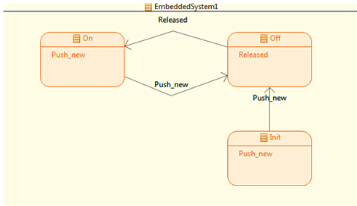 EmbeddedSystem1
Released
On
Push_new
Off
Released
Push_new
Push_new
Init
Push_new